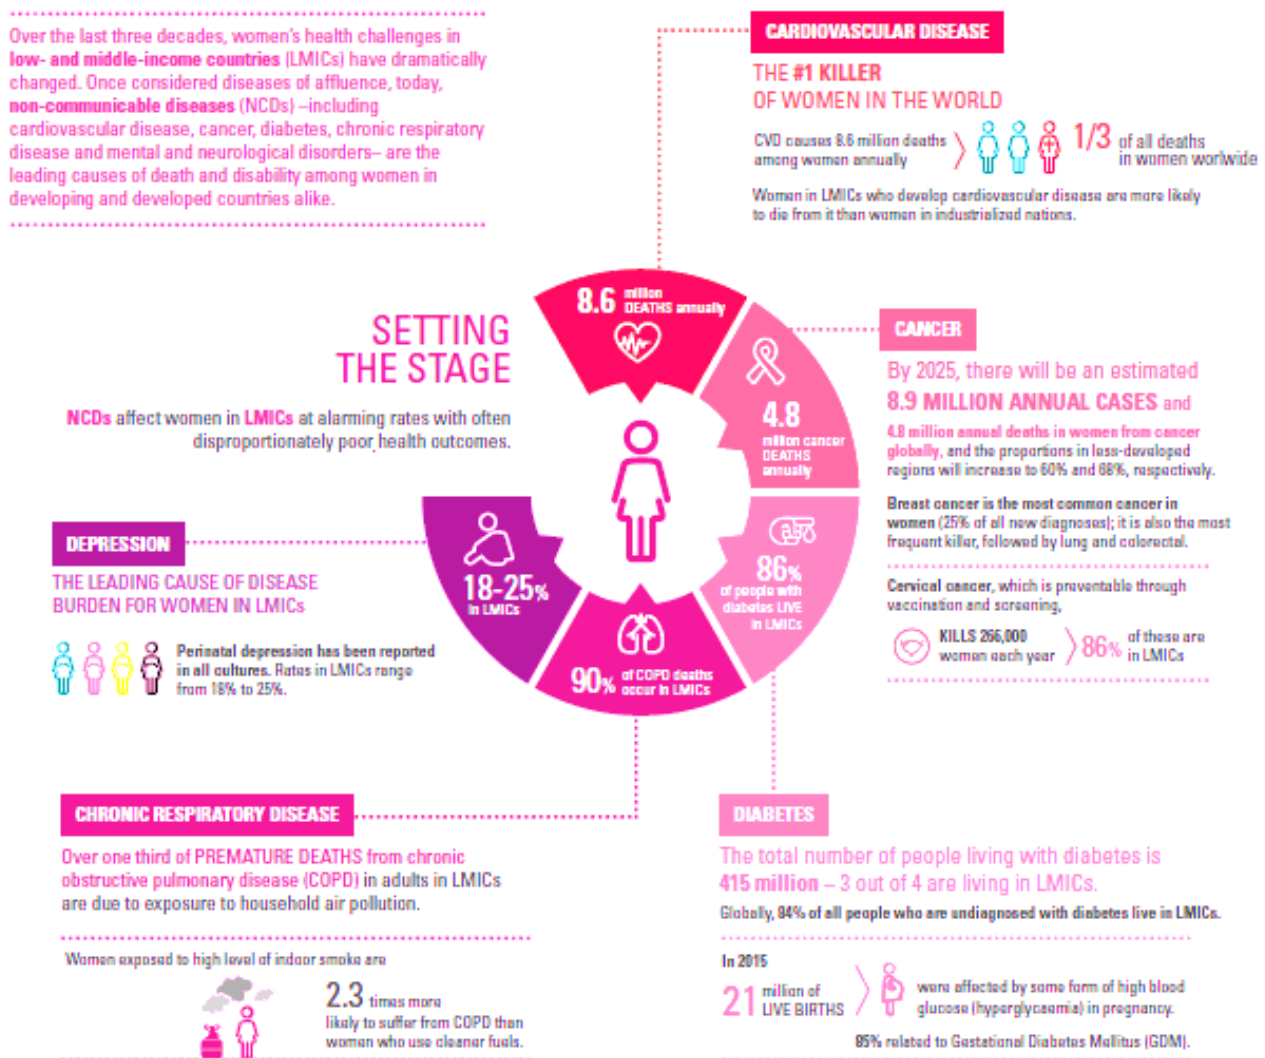 Over the last three decades, women's health challenges in
low- and middle-income countries (LMICs) have dramatically
changed. Once considered diseases of affluence, today,
non-communicable diseases (NCDs) –including
cardiovascular disease, cancer, diabetes, chronic respiratory
disease and mental and neurological disorders– are the
leading causes of death and disability among women in
developing and developed countries alike.
CARDIOVASCULAR DISEASE
THE #1 KILLER
OF WOMEN IN THE WORLD
CVD causes 8.6 million deaths
among women annually
1/3 of all deaths
in women worlwide
Women in LMICs who develop cardiovascular disease are more likely
to die from it than women in industrialized nations.
SETTING
THE STAGE
NCDs affect women in LMICs at alarming rates with often
disproportionately poor health outcomes.
8.6 million
DEATHS annually
4.8
million cancer
DEATHS
annually
86%
of people with
diabetes LIVE
in LMICs
90% of COPD deaths
occur in LMICs
18-25%
in LMICs
CANCER
By 2025, there will be an estimated
8.9 MILLION ANNUAL CASES and
4.8 million annual deaths in women from cancer
globally, and the proportions in less-developed
regions will increase to 60% and 68%, respectively.
Breast cancer is the most common cancer in
women (25% of all new diagnoses); it is also the most
frequent killer, followed by lung and colorectal.
Cervical cancer, which is preventable through
vaccination and screening,
KILLS 266,000
women each year
86% of these are
in LMICs
DEPRESSION
THE LEADING CAUSE OF DISEASE
BURDEN FOR WOMEN IN LMICs
Perinatal depression has been reported
in all cultures. Rates in LMICs range
from 18% to 25%.
CHRONIC RESPIRATORY DISEASE
Over one third of PREMATURE DEATHS from chronic
obstructive pulmonary disease (COPD) in adults in LMICs
are due to exposure to household air pollution.
Women exposed to high level of indoor smoke are
2.3 times more
likely to suffer from COPD than
women who use cleaner fuels.
DIABETES
The total number of people living with diabetes is
415 million – 3 out of 4 are living in LMICs.
Globally, 84% of all people who are undiagnosed with diabetes live in LMICs.
In 2015
21 million of
LIVE BIRTHS
were affected by some form of high blood
glucose (hyperglycaemia) in pregnancy.
85% related to Gestational Diabetes Mellitus (GDM).